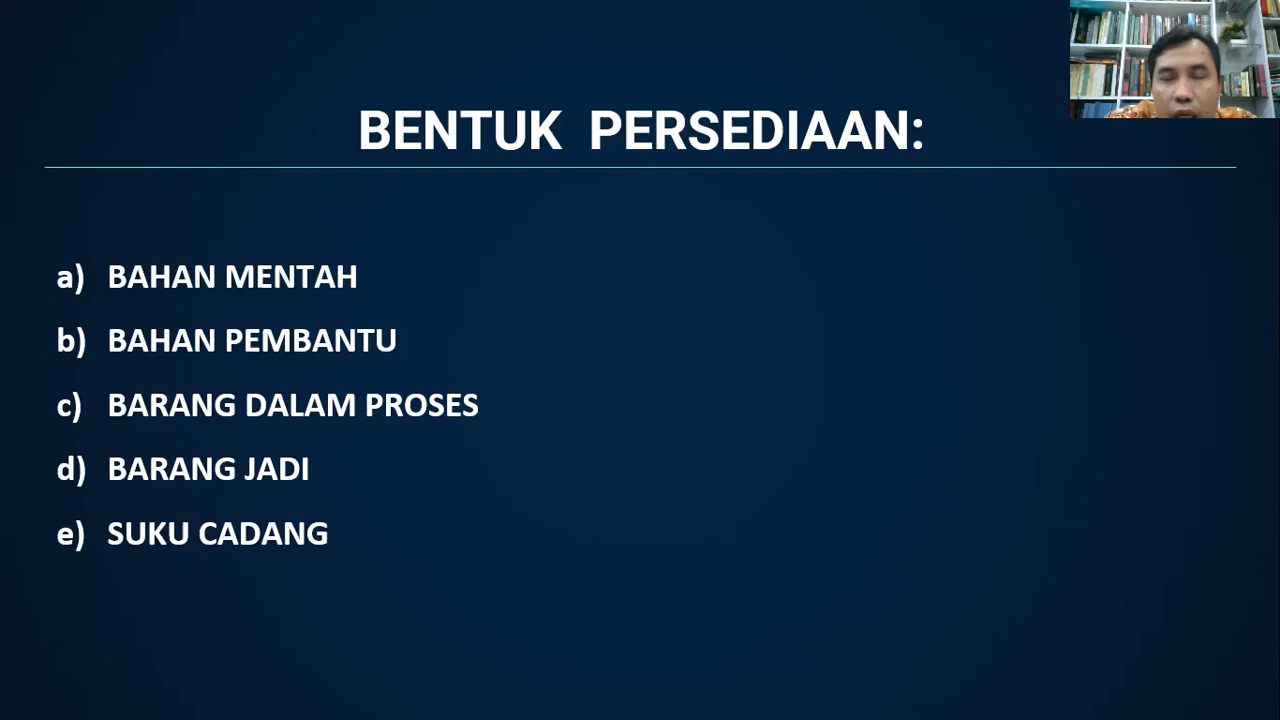 BENTUK PERSEDIAAN:
a) BAHAN MENTAH
b) BAHAN PEMBANTU
c) BARANG DALAM PROSES
d) BARANG JADI
e) SUKU CADANG